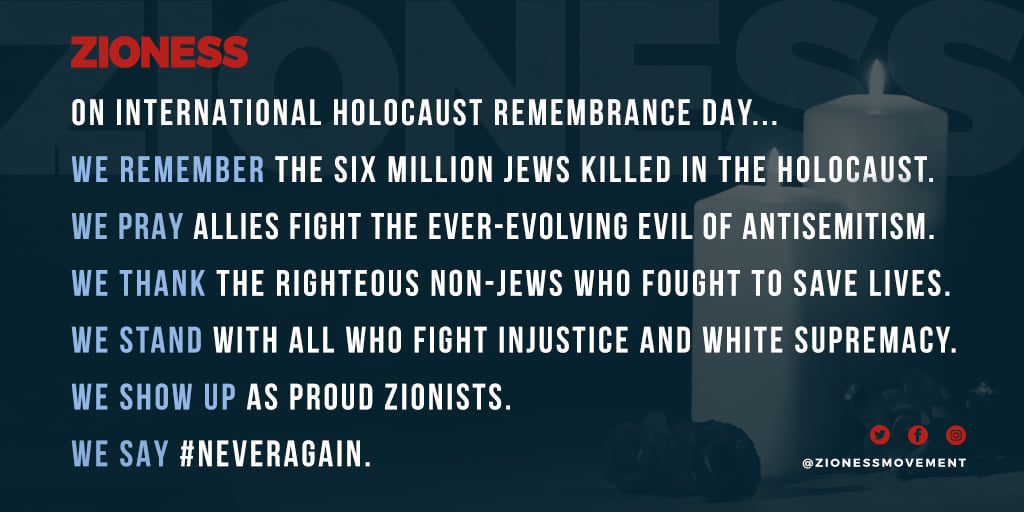 ZIONESS
ON INTERNATIONAL HOLOCAUST REMEMBRANCE DAY...
WE REMEMBER THE SIX MILLION JEWS KILLED IN THE HOLOCAUST.
WE PRAY ALLIES FIGHT THE EVER-EVOLVING EVIL OF ANTISEMITISM.
WE THANK THE RIGHTEOUS NON-JEWS WHO FOUGHT TO SAVE LIVES.
WE STAND WITH ALL WHO FIGHT INJUSTICE AND WHITE SUPREMACY.
WE SHOW UP AS PROUD ZIONISTS.
WE SAY #NEVERAGAIN.
@ZIONESSMOVEMENT
ZIONESS